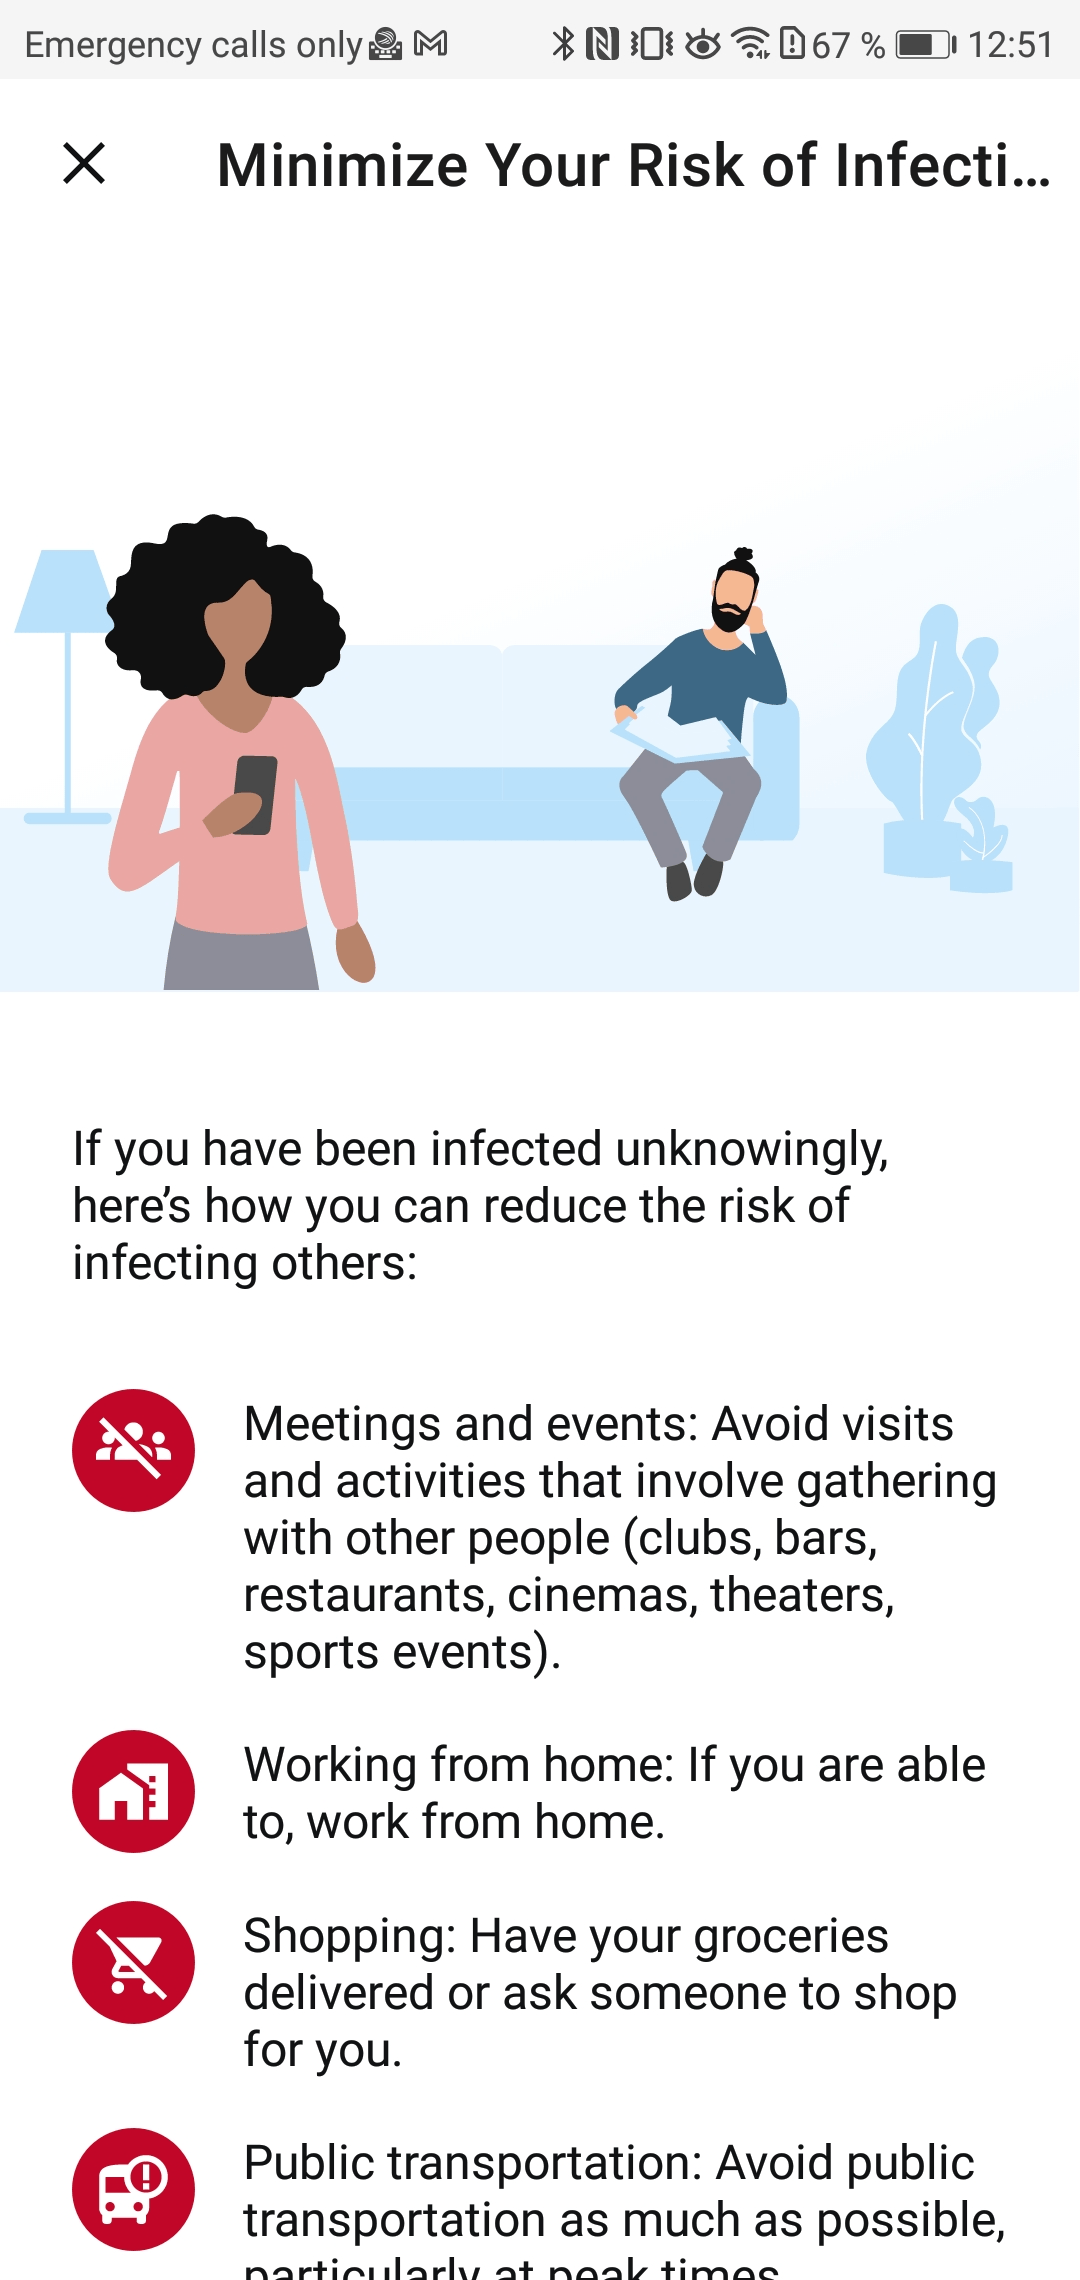 Emergency calls only 67 % 12:51
Minimize Your Risk of Infecti...
If you have been infected unknowingly,
here's how you can reduce the risk of
infecting others:
Meetings and events: Avoid visits
and activities that involve gathering
with other people (clubs, bars,
restaurants, cinemas, theaters,
sports events).
Working from home: If you are able
to, work from home.
Shopping: Have your groceries
delivered or ask someone to shop
for you.
Public transportation: Avoid public
transportation as much as possible,
particularly at peak times